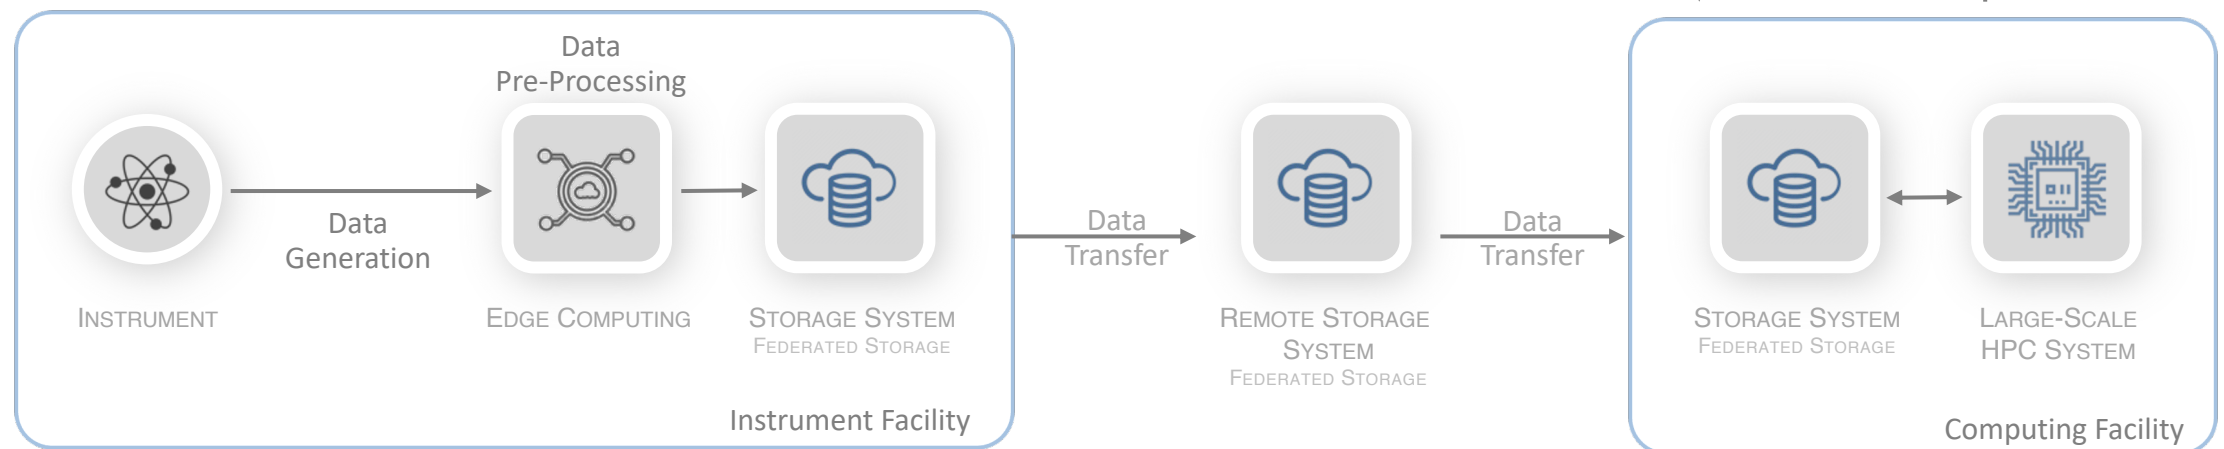 Data
Pre-Processing
Data
Generation
INSTRUMENT
EDGE COMPUTING
STORAGE SYSTEM
FEDERATED STORAGE
Instrument Facility
Data
Transfer
REMOTE STORAGE
SYSTEM
FEDERATED STORAGE
Data
Transfer
STORAGE SYSTEM
FEDERATED STORAGE
LARGE-SCALE
HPC SYSTEM
Computing Facility